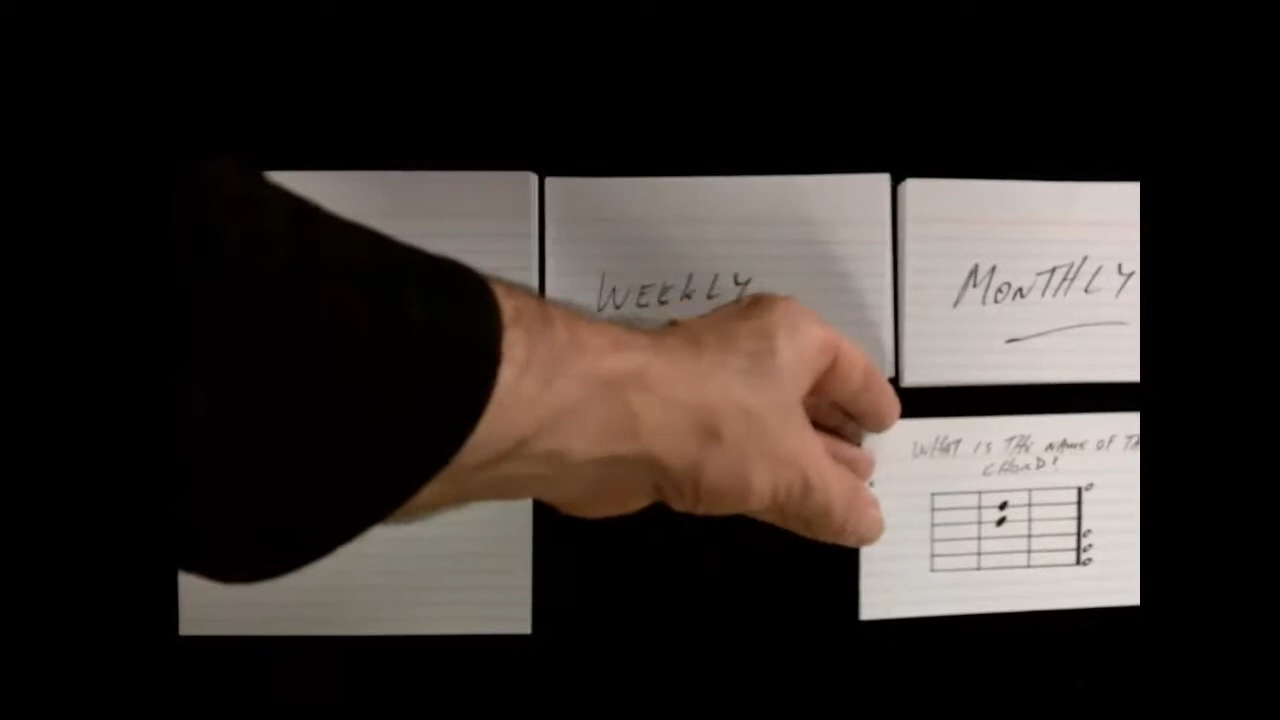 WEEKLY
MONTHLY
WHAT IS THE NAME OF TH
CHORD?